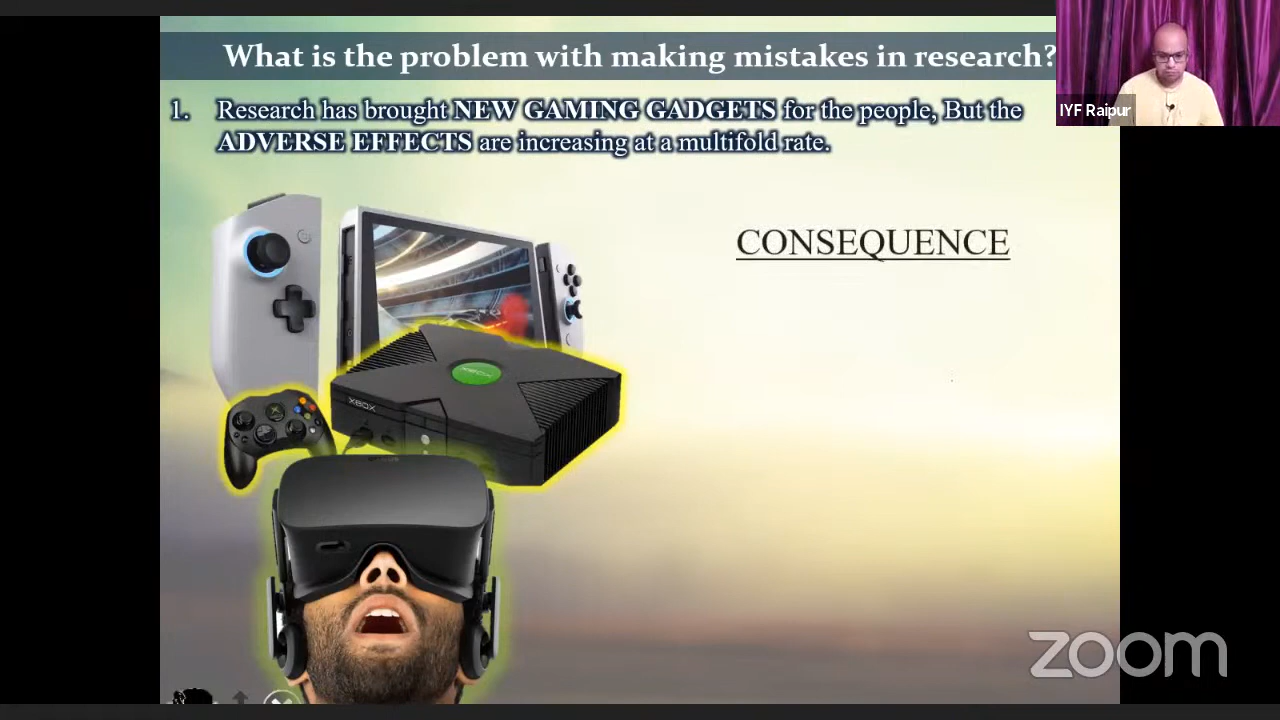 What is the problem with making mistakes in research?
IYF Raipur
1. Research has brought NEW GAMING GADGETS for the people, But the
ADVERSE EFFECTS are increasing at a multifold rate.
CONSEQUENCE
XBOX
XBOX
zoom